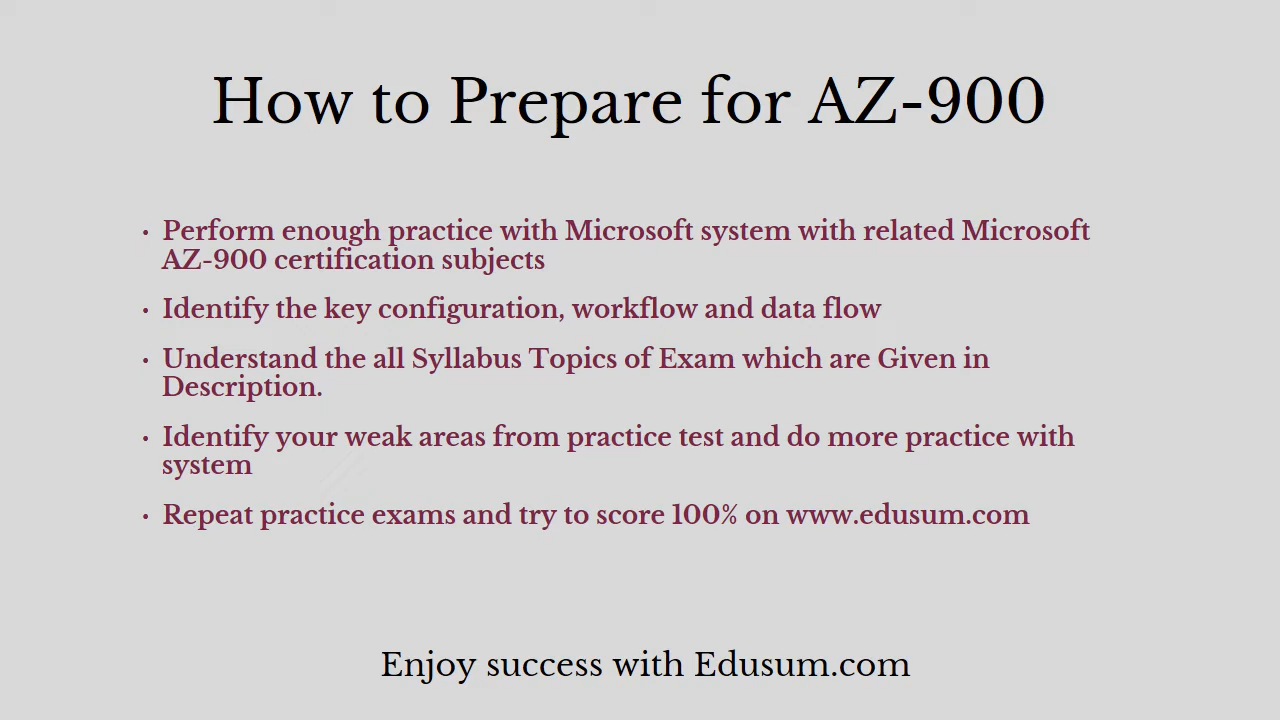 How to Prepare for AZ-900
• Perform enough practice with Microsoft system with related Microsoft
AZ-900 certification subjects
• Identify the key configuration, workflow and data flow
• Understand the all Syllabus Topics of Exam which are Given in
Description.
• Identify your weak areas from practice test and do more practice with
system
• Repeat practice exams and try to score 100% on www.edusum.com
Enjoy success with Edusum.com